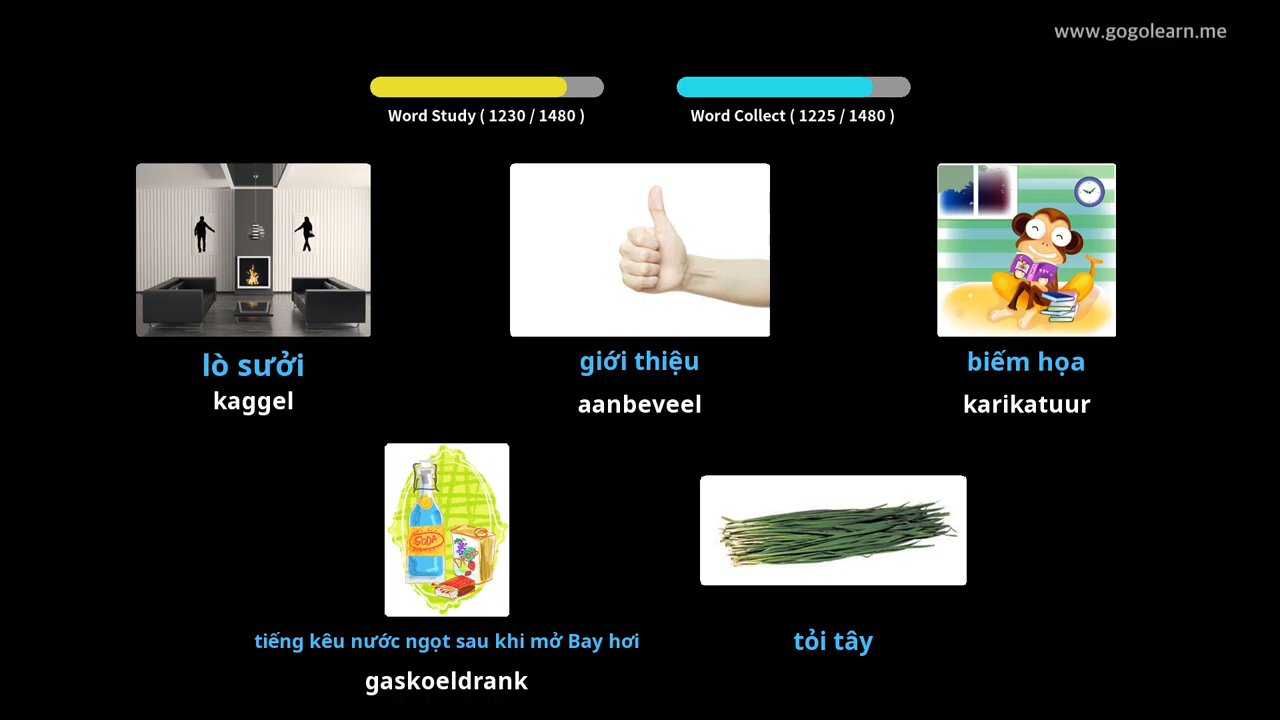 www.gogolearn.me
Word Study ( 1230 / 1480 )
Word Collect ( 1225 / 1480 )
lò sưởi
kaggel
giới thiệu
aanbeveel
biếm họa
karikatuur
SODA
tiếng kêu nước ngọt sau khi mở Bay hơi
gaskoeldrank
tỏi tây